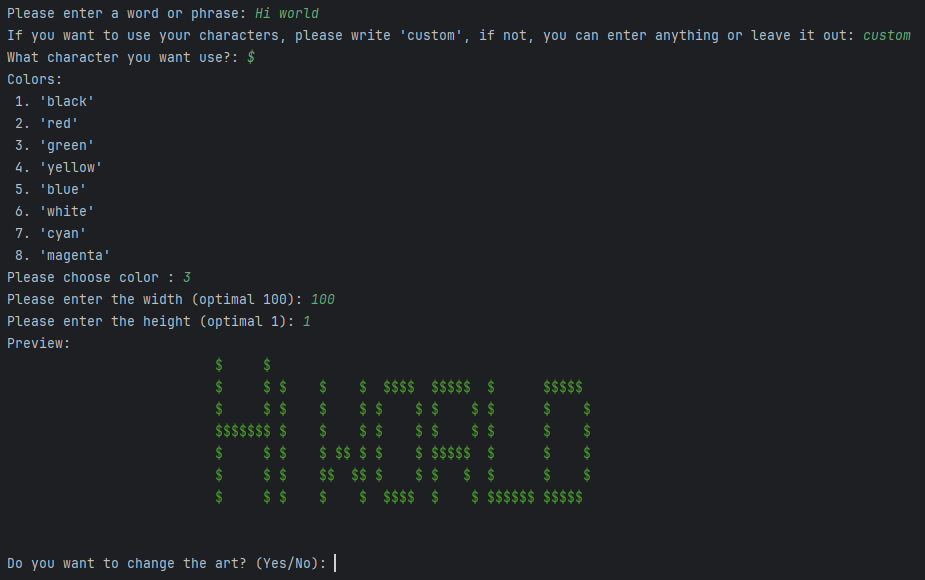 Please enter a word or phrase: Hi world
If you want to use your characters, please write 'custom', if not, you can enter anything or leave it out: custom
What character you want use?: $
Colors:
 1. 'black'
 2. 'red'
 3. 'green'
 4. 'yellow'
 5. 'blue'
 6. 'white'
 7. 'cyan'
 8. 'magenta'
Please choose color : 3
Please enter the width (optimal 100): 100
Please enter the height (optimal 1): 1
Preview:
                          $     $
                          $     $ $    $    $  $$$$  $$$$$  $      $$$$$
                          $     $ $    $    $ $    $ $    $ $      $    $
                          $$$$$$$ $    $    $ $    $ $    $ $      $    $
                          $     $ $    $ $$ $ $    $ $$$$$  $      $    $
                          $     $ $    $$  $$ $    $ $   $  $      $    $
                          $     $ $    $    $  $$$$  $    $ $$$$$$ $$$$$
Do you want to change the art? (Yes/No):